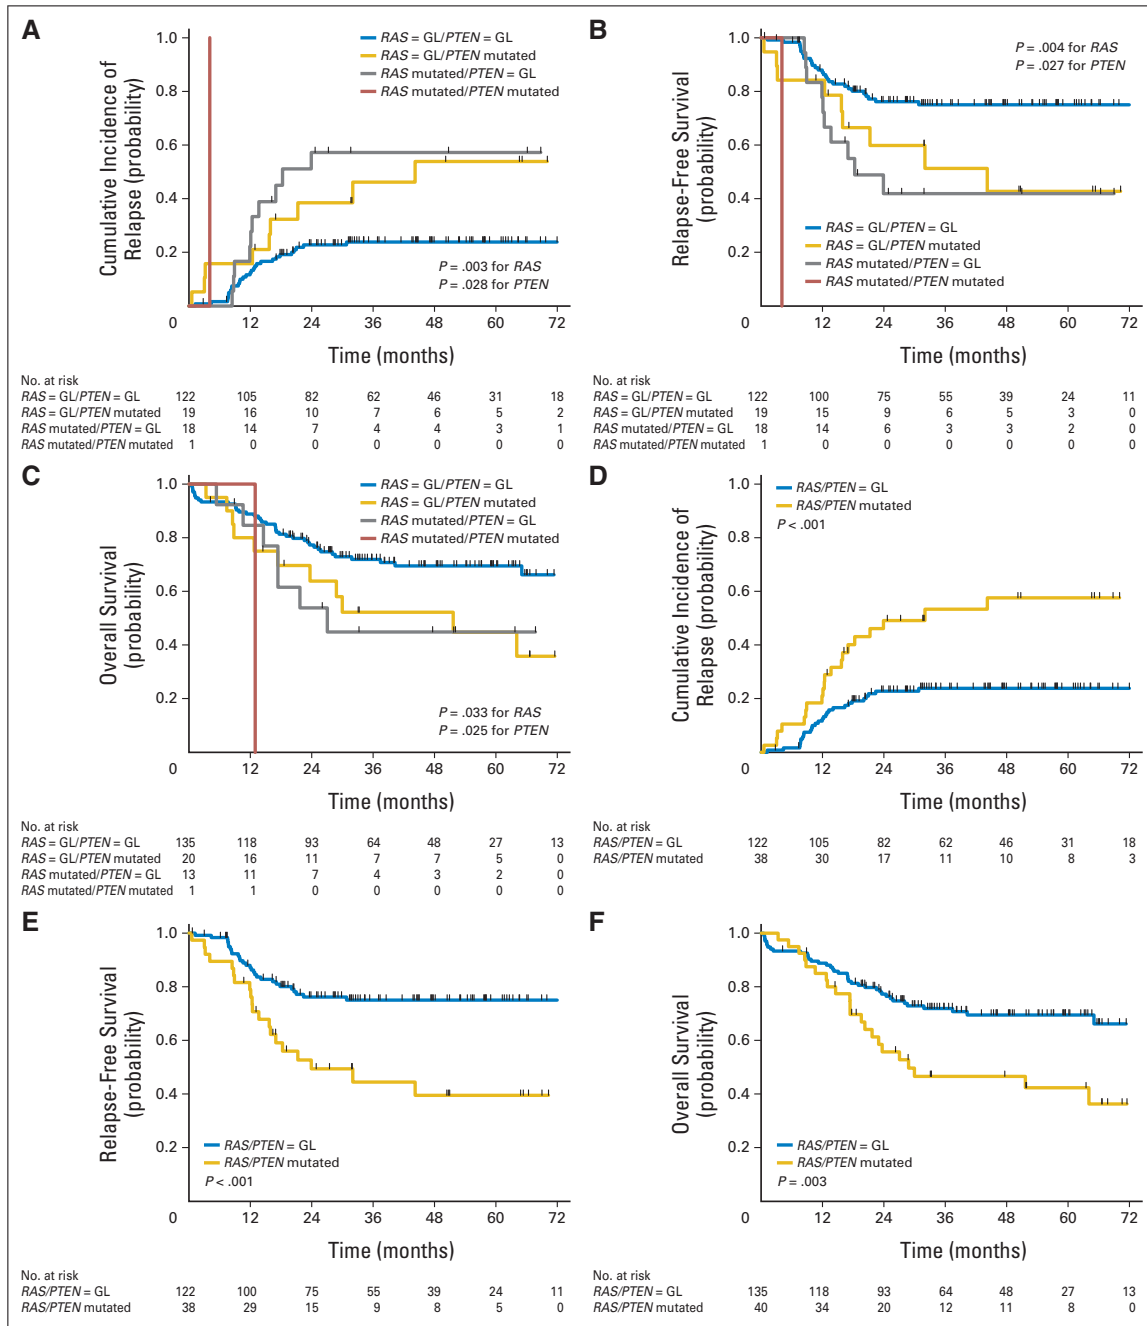 A
1.0
0.8
0.6
0.4
0.2
0
12
24
36
48
60
72
Cumulative Incidence of
Relapse (probability)
Time (months)
RAS = GL/PTEN = GL
RAS = GL/PTEN mutated
RAS mutated/PTEN = GL
RAS mutated/PTEN mutated
P = .003 for RAS
P = .028 for PTEN
No. at risk
RAS = GL/PTEN = GL 122 105 82 62 46 31 18
RAS = GL/PTEN mutated 19 16 10 7 6 5 2
RAS mutated/PTEN = GL 18 14 7 4 4 3 1
RAS mutated/PTEN mutated 1 0 0 0 0 0 0
B
1.0
0.8
0.6
0.4
0.2
0
12
24
36
48
60
72
Relapse-Free Survival
(probability)
Time (months)
P = .004 for RAS
P = .027 for PTEN
RAS = GL/PTEN = GL
RAS = GL/PTEN mutated
RAS mutated/PTEN = GL
RAS mutated/PTEN mutated
No. at risk
RAS = GL/PTEN = GL 122 100 75 55 39 24 11
RAS = GL/PTEN mutated 19 15 9 6 5 3 0
RAS mutated/PTEN = GL 18 14 6 3 3 2 0
RAS mutated/PTEN mutated 1 0 0 0 0 0 0
C
1.0
0.8
0.6
0.4
0.2
0
12
24
36
48
60
72
Overall Survival
(probability)
Time (months)
RAS = GL/PTEN = GL
RAS = GL/PTEN mutated
RAS mutated/PTEN = GL
RAS mutated/PTEN mutated
P = .033 for RAS
P = .025 for PTEN
No. at risk
RAS = GL/PTEN = GL 135 118 93 64 48 27 13
RAS = GL/PTEN mutated 20 16 11 7 7 5 0
RAS mutated/PTEN = GL 13 11 7 4 3 2 0
RAS mutated/PTEN mutated 1 1 0 0 0 0 0
D
1.0
0.8
0.6
0.4
0.2
0
12
24
36
48
60
72
Cumulative Incidence of
Relapse (probability)
Time (months)
RAS/PTEN = GL
RAS/PTEN mutated
P < .001
No. at risk
RAS/PTEN = GL 122 105 82 62 46 31 18
RAS/PTEN mutated 38 30 17 11 10 8 3
E
1.0
0.8
0.6
0.4
0.2
0
12
24
36
48
60
72
Relapse-Free Survival
(probability)
Time (months)
RAS/PTEN = GL
RAS/PTEN mutated
P < .001
No. at risk
RAS/PTEN = GL 122 100 75 55 39 24 11
RAS/PTEN mutated 38 29 15 9 8 5 0
F
1.0
0.8
0.6
0.4
0.2
0
12
24
36
48
60
72
Overall Survival
(probability)
Time (months)
RAS/PTEN = GL
RAS/PTEN mutated
P = .003
No. at risk
RAS/PTEN = GL 135 118 93 64 48 27 13
RAS/PTEN mutated 40 34 20 12 11 8 0